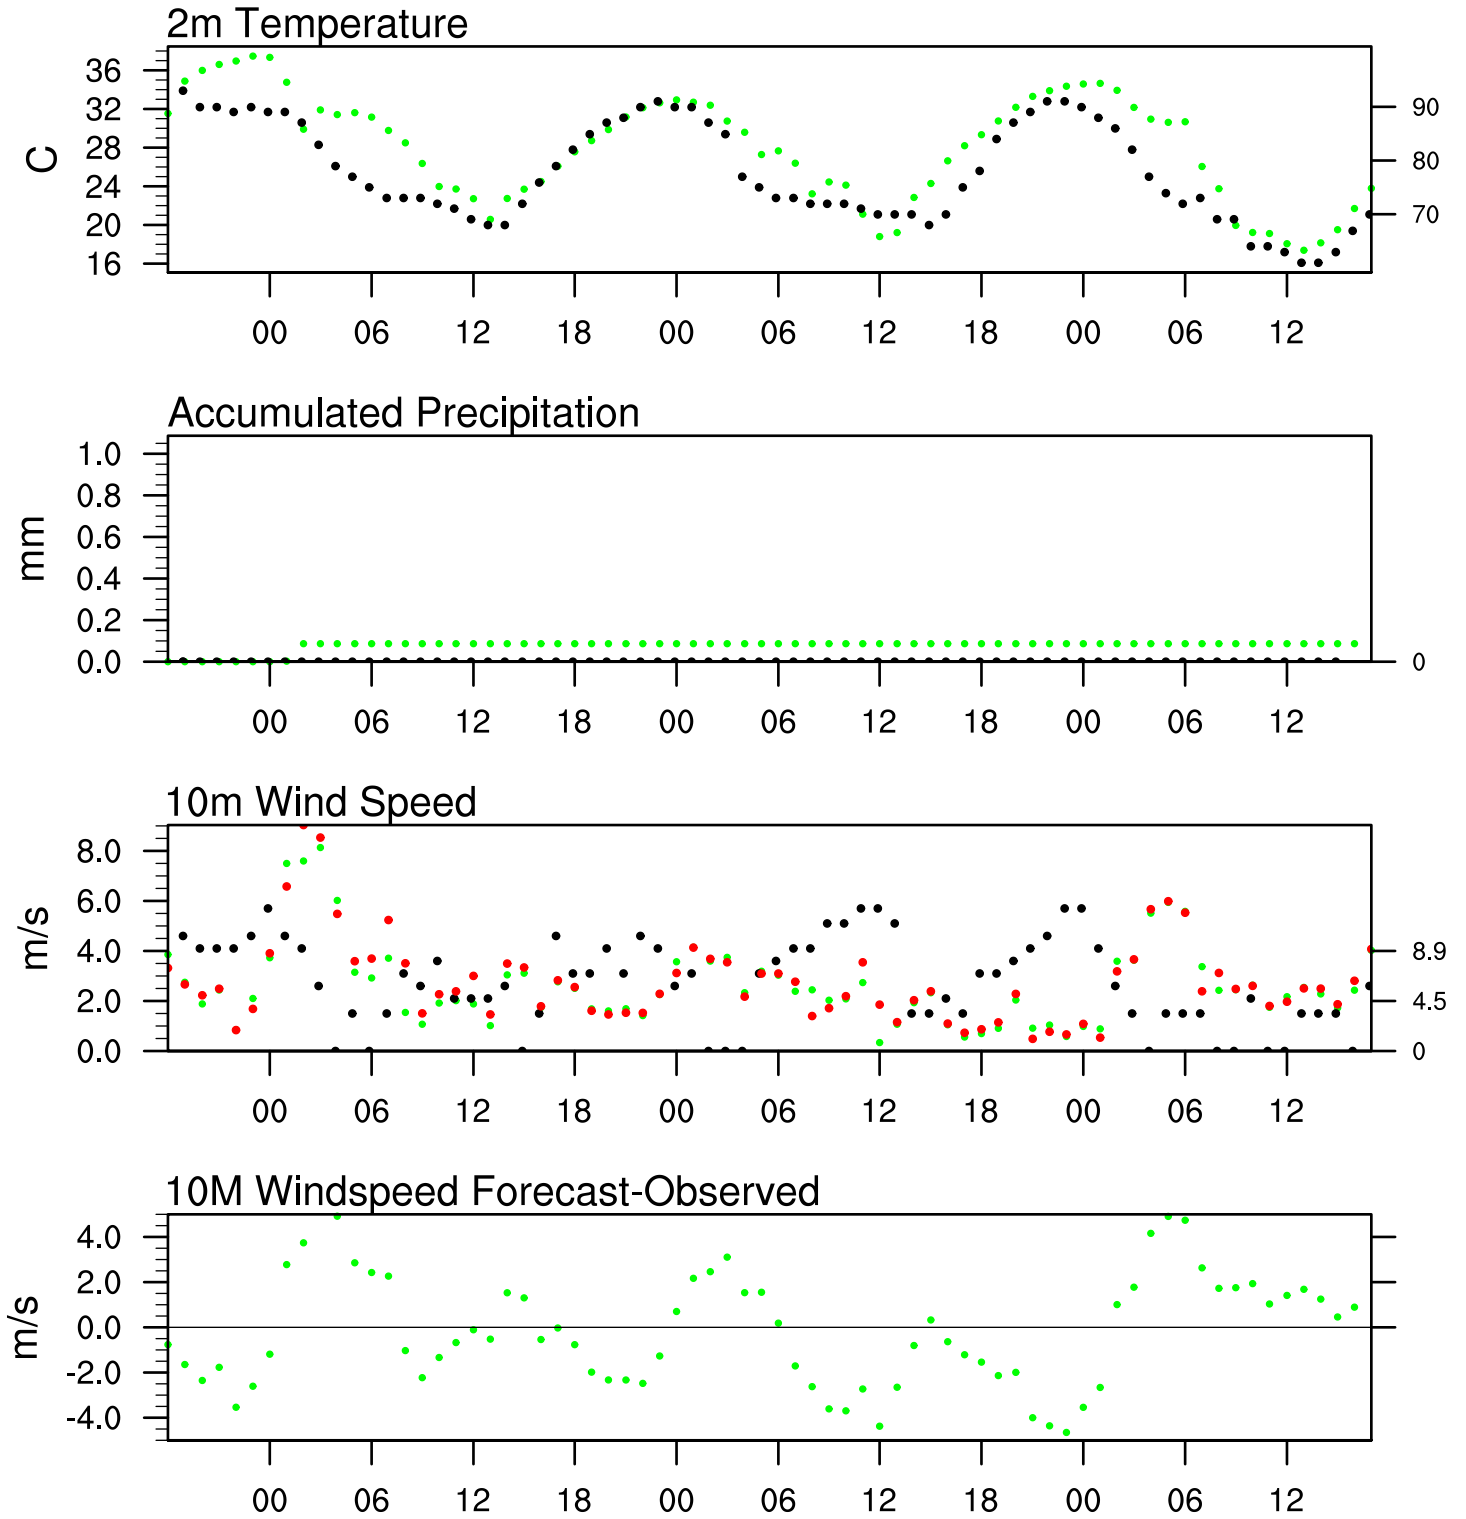 2m Temperature
36
32
28
24
20
16
C
90
80
70
00 06 12 18 00 06 12 18 00 06 12
Accumulated Precipitation
1.0
0.8
0.6
0.4
0.2
0.0
mm
0
00 06 12 18 00 06 12 18 00 06 12
10m Wind Speed
8.0
6.0
4.0
2.0
0.0
m/s
8.9
4.5
0
00 06 12 18 00 06 12 18 00 06 12
10M Windspeed Forecast-Observed
4.0
2.0
0.0
-2.0
-4.0
m/s
00 06 12 18 00 06 12 18 00 06 12